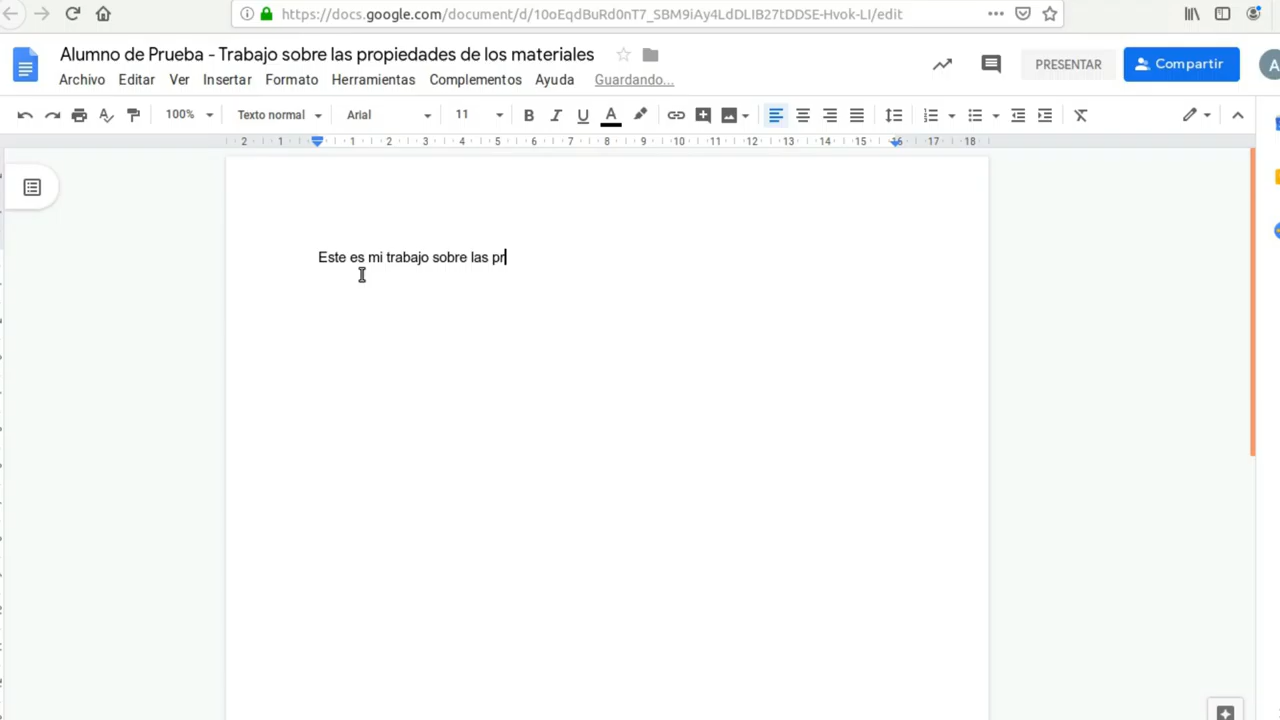 https://docs.google.com/document/d/10oEqdBuRd0nT7_SBM9iAy4LdDLIB27tDDSE-Hvok-LI/edit
Alumno de Prueba - Trabajo sobre las propiedades de los materiales
PRESENTAR
Compartir
A
Archivo Editar Ver Insertar Formato Herramientas Complementos Ayuda Guardando...
100% Texto normal Arial 11 B I U A
2 1 1 2 3 4 5 6 7 8 9 10 11 12 13 14 15 16 17 18
Este es mi trabajo sobre las pr